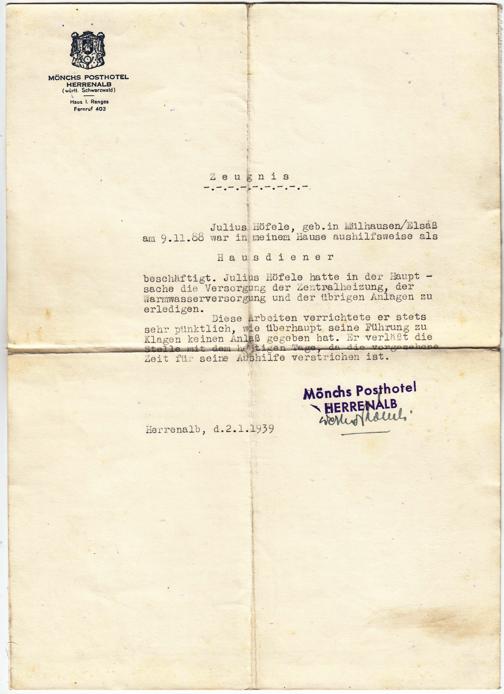 MÖNCHS POSTHOTEL
HERRENALB
(württ. Schwarzwald)
Haus I. Ranges
Fernruf 403
Zeugnis
Julius Höfele, geb.in Mülhausen/Elsaß
am 9.11.88 war in meinem Hause aushilfsweise als
Hausdiener
beschäftigt. Julius Höfele hatte in der Haupt -
sache die Versorgung der Zentralheizung, der
Warmwasserversorgung und der übrigen Anlagen zu
erledigen.
Diese Arbeiten verrichtete er stets
sehr pünktlich, wie überhaupt seine Führung zu
Klagen keinen Anlaß gegeben hat. Er verläßt die
Stelle mit dem heutigen Tage, da die vorgesehene
Zeit für seine Aushilfe verstrichen ist.
Mönchs Posthotel
HERRENALB
Herrenalb, d.2.1.1939